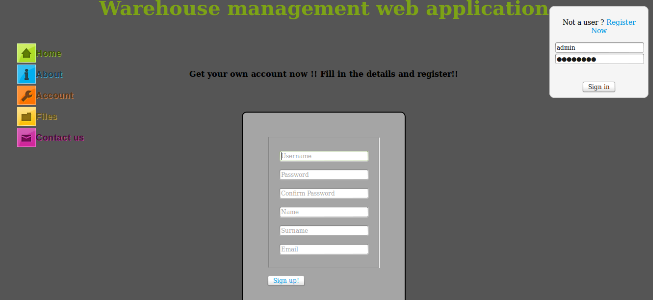 Warehouse management web application
Not a user ? Register
Now
admin
●●●●●●●●
Sign in
Home
About
Account
Files
Contact us
Get your own account now !! Fill in the details and register!!
Username
Password
Confirm Password
Name
Surname
Email
Sign up!